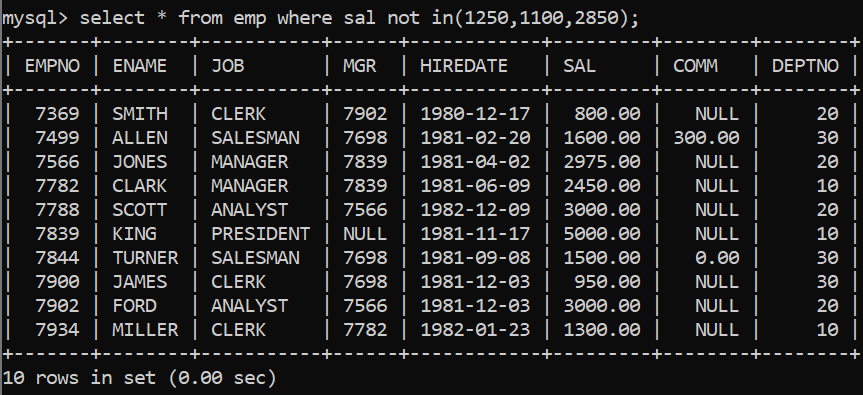 mysql> select * from emp where sal not in(1250,1100,2850);
+-------+--------+-----------+------+------------+---------+--------+--------+
| EMPNO | ENAME  | JOB       | MGR  | HIREDATE   | SAL     | COMM   | DEPTNO |
+-------+--------+-----------+------+------------+---------+--------+--------+
|  7369 | SMITH  | CLERK     | 7902 | 1980-12-17 |  800.00 |   NULL |     20 |
|  7499 | ALLEN  | SALESMAN  | 7698 | 1981-02-20 | 1600.00 | 300.00 |     30 |
|  7566 | JONES  | MANAGER   | 7839 | 1981-04-02 | 2975.00 |   NULL |     20 |
|  7782 | CLARK  | MANAGER   | 7839 | 1981-06-09 | 2450.00 |   NULL |     10 |
|  7788 | SCOTT  | ANALYST   | 7566 | 1982-12-09 | 3000.00 |   NULL |     20 |
|  7839 | KING   | PRESIDENT | NULL | 1981-11-17 | 5000.00 |   NULL |     10 |
|  7844 | TURNER | SALESMAN  | 7698 | 1981-09-08 | 1500.00 |   0.00 |     30 |
|  7900 | JAMES  | CLERK     | 7698 | 1981-12-03 |  950.00 |   NULL |     30 |
|  7902 | FORD   | ANALYST   | 7566 | 1981-12-03 | 3000.00 |   NULL |     20 |
|  7934 | MILLER | CLERK     | 7782 | 1982-01-23 | 1300.00 |   NULL |     10 |
+-------+--------+-----------+------+------------+---------+--------+--------+
10 rows in set (0.00 sec)